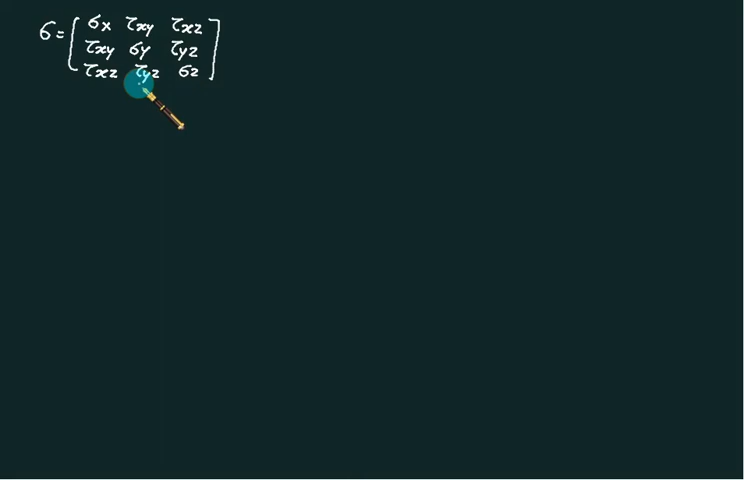 σ = [ σx τxy τxz
τxy σy τyz
τxz τyz σz ]